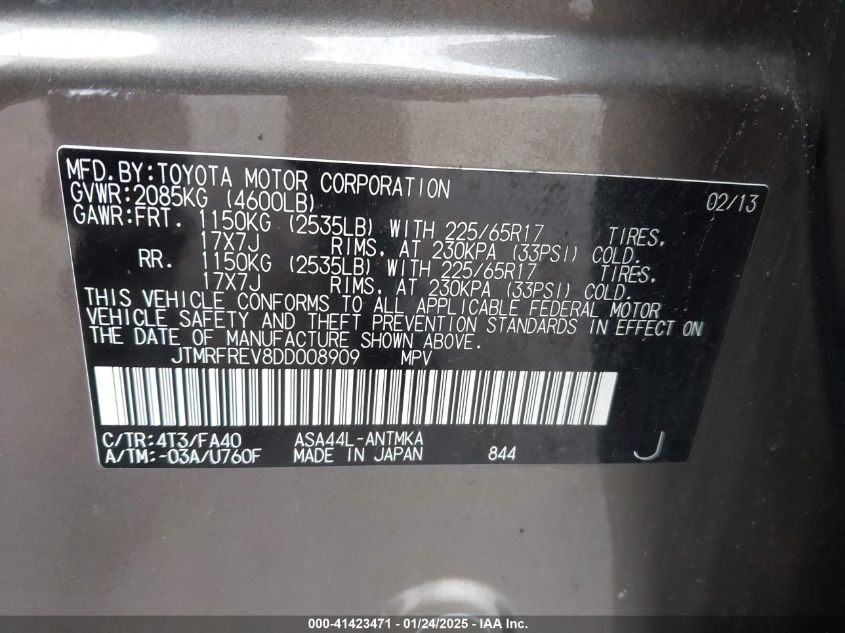 MFD.BY:TOYOTA MOTOR CORPORATION 02/13
GVWR:2085KG (4600LB)
GAWR:FRT. 1150KG (2535LB) WITH 225/65R17 TIRES,
17X7J RIMS, AT 230KPA (33PSI) COLD.
RR. 1150KG (2535LB) WITH 225/65R17 TIRES,
17X7J RIMS, AT 230KPA (33PSI) COLD.
THIS VEHICLE CONFORMS TO ALL APPLICABLE FEDERAL MOTOR
VEHICLE SAFETY AND THEFT PREVENTION STANDARDS IN EFFECT ON
THE DATE OF MANUFACTURE SHOWN ABOVE.
JTMRFREV8DD008909 MPV
C/TR:4T3/FA40 ASA44L-ANTMKA
A/TM:-03A/U760F MADE IN JAPAN 844 J
000-41423471 - 01/24/2025 - IAA Inc.